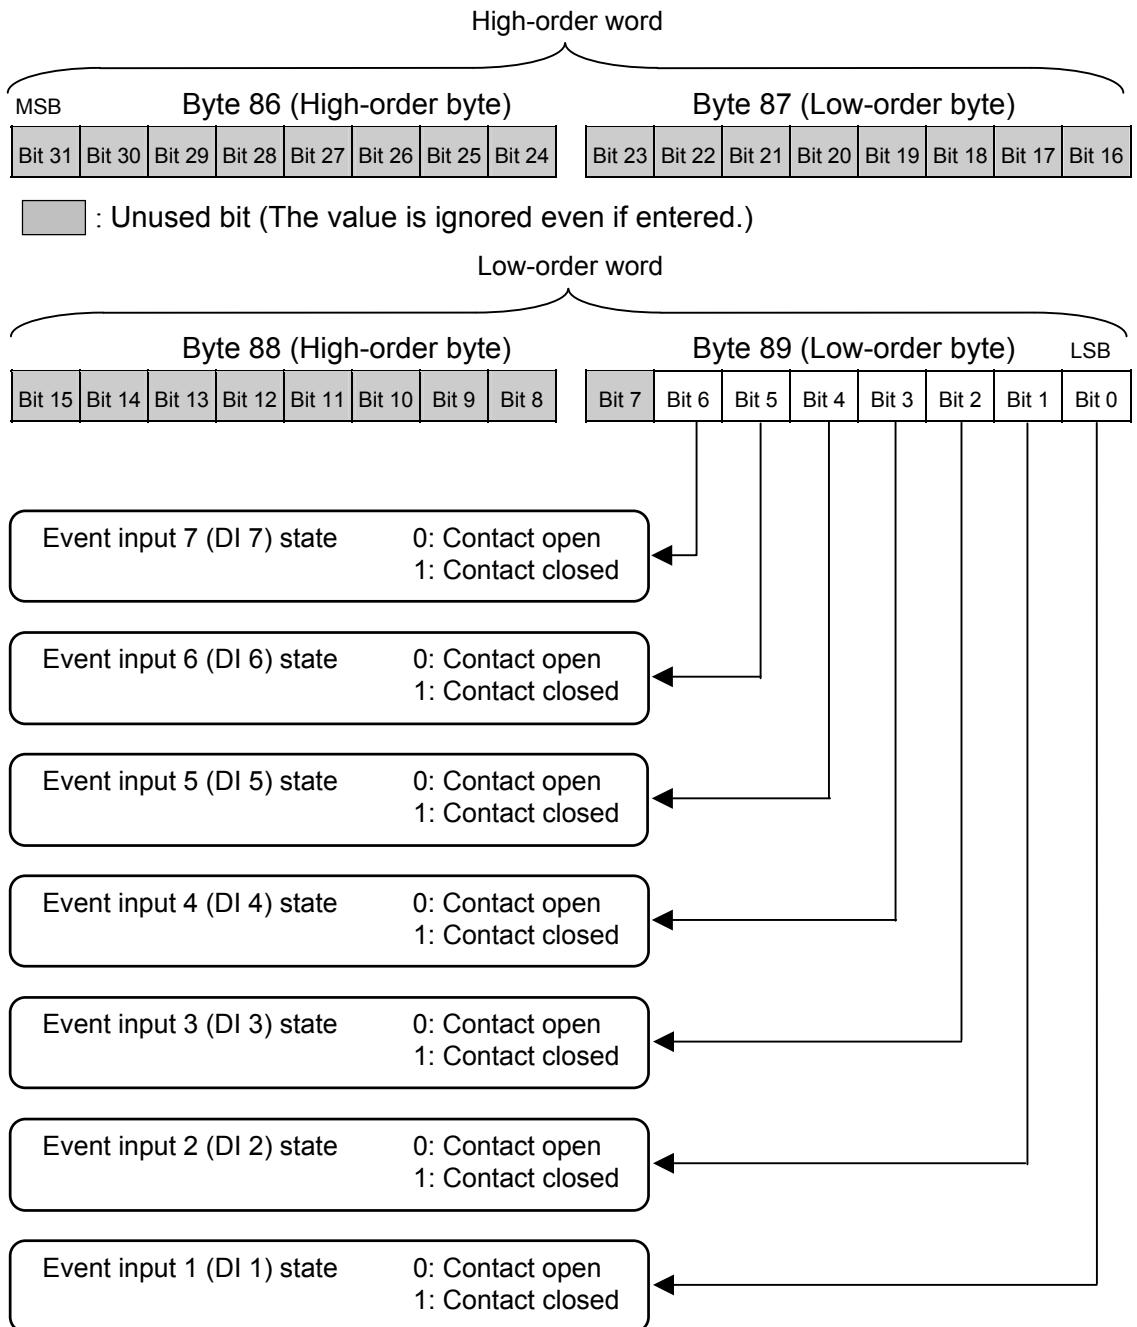 High-order word
MSB Byte 86 (High-order byte) Byte 87 (Low-order byte)
Bit 31 Bit 30 Bit 29 Bit 28 Bit 27 Bit 26 Bit 25 Bit 24 Bit 23 Bit 22 Bit 21 Bit 20 Bit 19 Bit 18 Bit 17 Bit 16
: Unused bit (The value is ignored even if entered.)
Low-order word
Byte 88 (High-order byte) Byte 89 (Low-order byte) LSB
Bit 15 Bit 14 Bit 13 Bit 12 Bit 11 Bit 10 Bit 9 Bit 8 Bit 7 Bit 6 Bit 5 Bit 4 Bit 3 Bit 2 Bit 1 Bit 0
Event input 7 (DI 7) state 0: Contact open
1: Contact closed
Event input 6 (DI 6) state 0: Contact open
1: Contact closed
Event input 5 (DI 5) state 0: Contact open
1: Contact closed
Event input 4 (DI 4) state 0: Contact open
1: Contact closed
Event input 3 (DI 3) state 0: Contact open
1: Contact closed
Event input 2 (DI 2) state 0: Contact open
1: Contact closed
Event input 1 (DI 1) state 0: Contact open
1: Contact closed